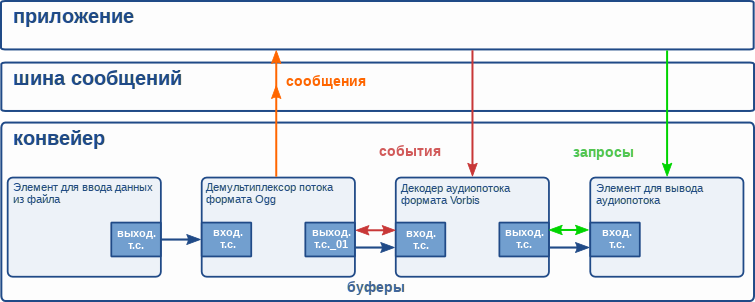 приложение
шина сообщений
сообщения
конвейер
события
запросы
Элемент для ввода данных
из файла
выход.
т.с.
Демультиплексор потока
формата Ogg
вход.
т.с.
выход.
т.с._01
Декодер аудиопотока
формата Vorbis
вход.
т.с.
выход.
т.с.
Элемент для вывода
аудиопотока
вход.
т.с.
буферы